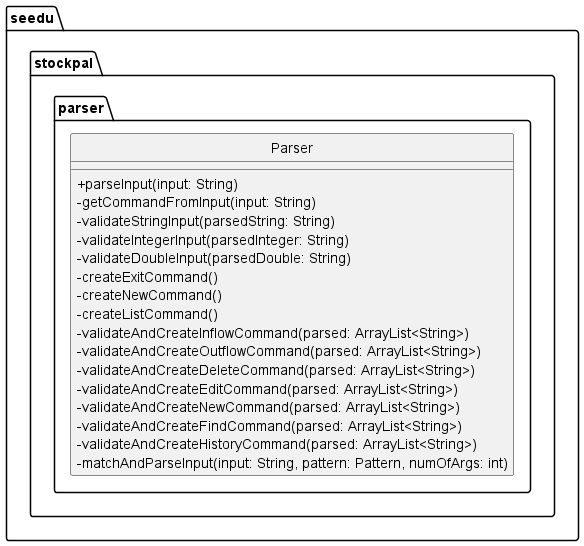 seedu
stockpal
parser
Parser
+parseInput(input: String)
-getCommandFromInput(input: String)
-validateStringInput(parsedString: String)
-validateIntegerInput(parsedInteger: String)
-validateDoubleInput(parsedDouble: String)
-createExitCommand()
-createNewCommand()
-createListCommand()
-validateAndCreateInflowCommand(parsed: ArrayList<String>)
-validateAndCreateOutflowCommand(parsed: ArrayList<String>)
-validateAndCreateDeleteCommand(parsed: ArrayList<String>)
-validateAndCreateEditCommand(parsed: ArrayList<String>)
-validateAndCreateNewCommand(parsed: ArrayList<String>)
-validateAndCreateFindCommand(parsed: ArrayList<String>)
-validateAndCreateHistoryCommand(parsed: ArrayList<String>)
-matchAndParseInput(input: String, pattern: Pattern, numOfArgs: int)